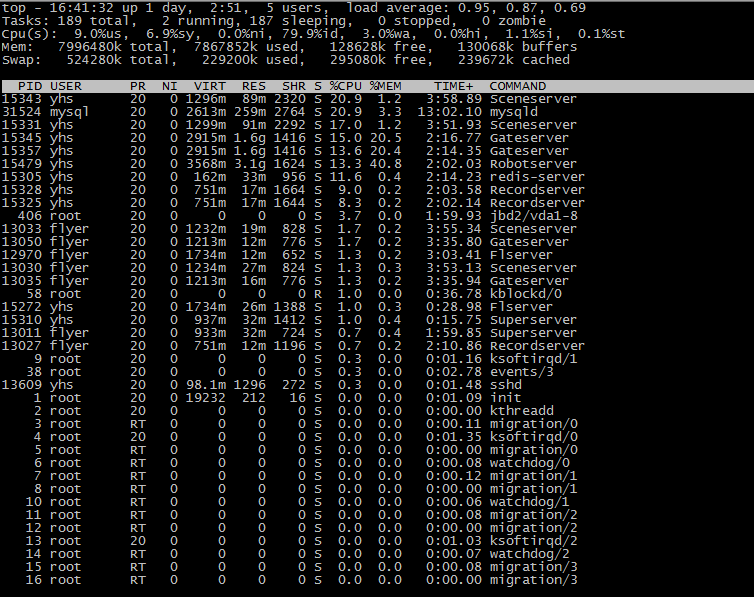 top - 16:41:32 up 1 day,  2:51,  5 users,  load average: 0.95, 0.87, 0.69
Tasks: 189 total,   2 running, 187 sleeping,   0 stopped,   0 zombie
Cpu(s):  9.0%us,  6.9%sy,  0.0%ni, 79.9%id,  3.0%wa,  0.0%hi,  1.1%si,  0.1%st
Mem:   7996480k total,  7867852k used,   128628k free,   130068k buffers
Swap:   524280k total,   229200k used,   295080k free,   239672k cached
  PID USER      PR  NI  VIRT  RES  SHR S %CPU %MEM    TIME+  COMMAND
15343 yhs       20   0 1296m  89m 2320 S 20.9  1.2   3:58.89 Sceneserver
31524 mysql     20   0 2613m 259m 2764 S 20.9  3.3  13:02.10 mysqld
15331 yhs       20   0 1299m  91m 2292 S 17.0  1.2   3:51.93 Sceneserver
15345 yhs       20   0 2915m 1.6g 1416 S 15.0 20.5   2:16.77 Gateserver
15357 yhs       20   0 2915m 1.6g 1416 S 13.6 20.4   2:14.35 Gateserver
15479 yhs       20   0 3568m 3.1g 1624 S 13.3 40.8   2:02.03 Robotserver
15305 yhs       20   0  162m  33m  956 S 11.6  0.4   2:14.23 redis-server
15328 yhs       20   0  751m  17m 1664 S  9.0  0.2   2:03.58 Recordserver
15325 yhs       20   0  751m  17m 1644 S  8.3  0.2   2:02.14 Recordserver
  406 root      20   0     0    0    0 S  3.7  0.0   1:59.93 jbd2/vda1-8
13033 flyer     20   0 1232m  19m  828 S  1.7  0.2   3:55.34 Sceneserver
13050 flyer     20   0 1213m  12m  776 S  1.7  0.2   3:35.80 Gateserver
12970 flyer     20   0 1734m  12m  652 S  1.3  0.2   3:03.41 Flserver
13030 flyer     20   0 1234m  27m  824 S  1.3  0.3   3:53.13 Sceneserver
13035 flyer     20   0 1213m  16m  776 S  1.3  0.2   3:35.94 Gateserver
   58 root      20   0     0    0    0 R  1.0  0.0   0:36.78 kblockd/0
15272 yhs       20   0 1734m  26m 1388 S  1.0  0.3   0:28.98 Flserver
15310 yhs       20   0  937m  32m 1412 S  1.0  0.4   0:15.75 Superserver
13011 flyer     20   0  933m  32m  724 S  0.7  0.4   1:59.85 Superserver
13027 flyer     20   0  751m  12m 1196 S  0.7  0.2   2:10.86 Recordserver
    9 root      20   0     0    0    0 S  0.3  0.0   0:01.16 ksoftirqd/1
   38 root      20   0     0    0    0 S  0.3  0.0   0:02.78 events/3
13609 yhs       20   0 98.1m 1296  272 S  0.3  0.0   0:01.48 sshd
    1 root      20   0 19232  212   16 S  0.0  0.0   0:01.09 init
    2 root      20   0     0    0    0 S  0.0  0.0   0:00.00 kthreadd
    3 root      RT   0     0    0    0 S  0.0  0.0   0:00.11 migration/0
    4 root      20   0     0    0    0 S  0.0  0.0   0:01.35 ksoftirqd/0
    5 root      RT   0     0    0    0 S  0.0  0.0   0:00.00 migration/0
    6 root      RT   0     0    0    0 S  0.0  0.0   0:00.08 watchdog/0
    7 root      RT   0     0    0    0 S  0.0  0.0   0:00.12 migration/1
    8 root      RT   0     0    0    0 S  0.0  0.0   0:00.00 migration/1
   10 root      RT   0     0    0    0 S  0.0  0.0   0:00.06 watchdog/1
   11 root      RT   0     0    0    0 S  0.0  0.0   0:00.08 migration/2
   12 root      RT   0     0    0    0 S  0.0  0.0   0:00.00 migration/2
   13 root      20   0     0    0    0 S  0.0  0.0   0:01.03 ksoftirqd/2
   14 root      RT   0     0    0    0 S  0.0  0.0   0:00.07 watchdog/2
   15 root      RT   0     0    0    0 S  0.0  0.0   0:00.08 migration/3
   16 root      RT   0     0    0    0 S  0.0  0.0   0:00.00 migration/3